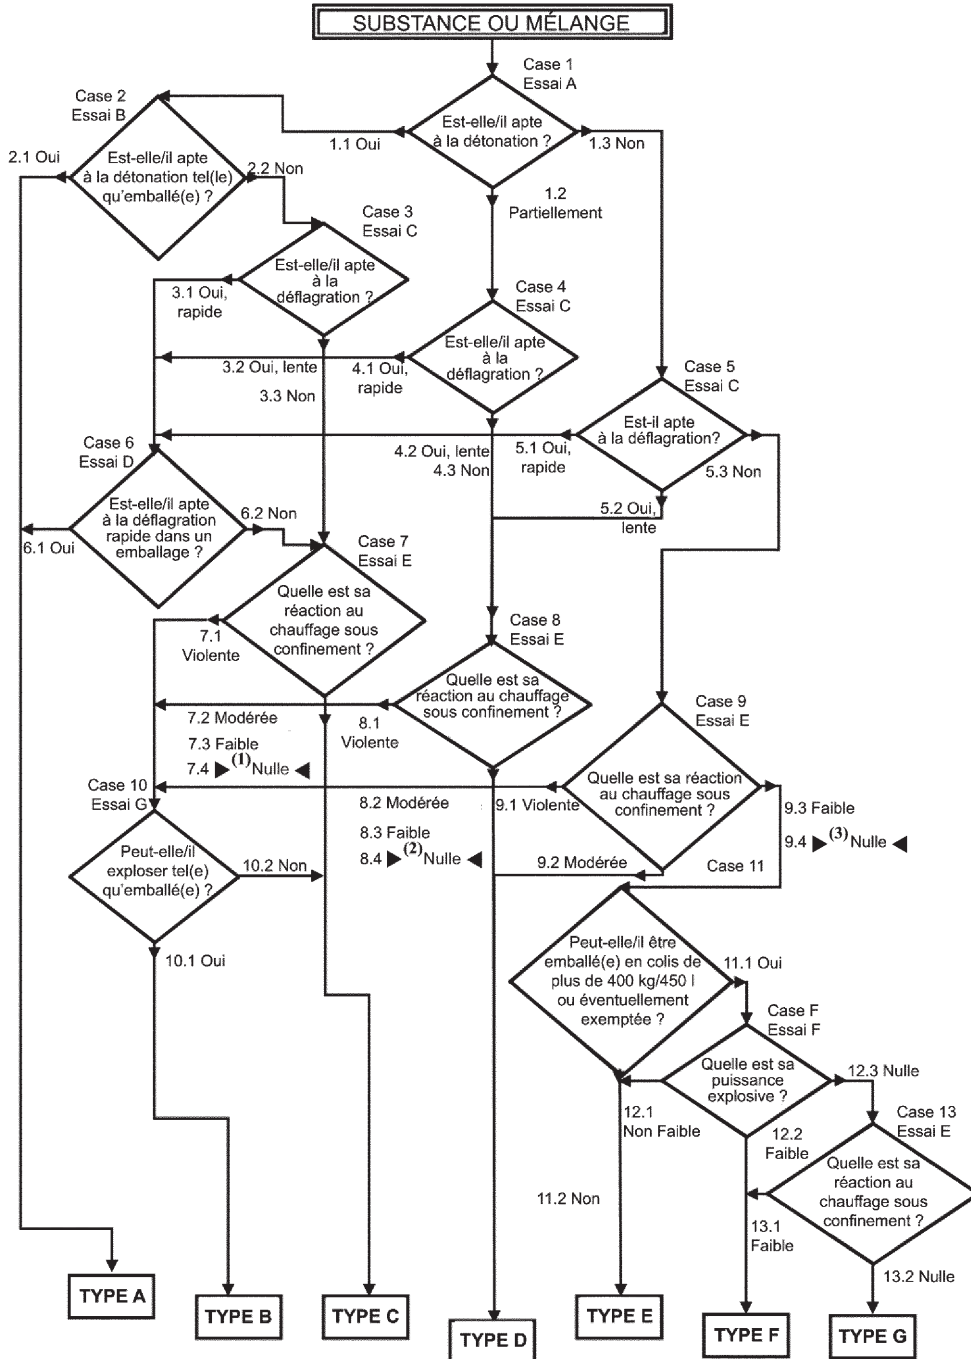 SUBSTANCE OU MÉLANGE
Case 1
Essai A
Est-elle/il apte
à la détonation ?
1.1 Oui
1.3 Non
1.2
Partiellement
Case 2
Essai B
Est-elle/il apte
à la détonation tel(le)
qu'emballé(e) ?
2.1 Oui
2.2 Non
Case 3
Essai C
Est-elle/il apte
à la
déflagration ?
3.1 Oui,
rapide
3.2 Oui, lente
3.3 Non
Case 4
Essai C
Est-elle/il apte
à la
déflagration ?
4.1 Oui,
rapide
4.2 Oui, lente
4.3 Non
Case 5
Essai C
Est-il apte
à la déflagration?
5.1 Oui,
rapide
5.3 Non
5.2 Oui,
lente
Case 6
Essai D
Est-elle/il apte
à la déflagration
rapide dans un
emballage ?
6.1 Oui
6.2 Non
Case 7
Essai E
Quelle est sa
réaction au
chauffage sous
confinement ?
7.1
Violente
7.2 Modérée
7.3 Faible
7.4 ▶(1) Nulle ◀
Case 8
Essai E
Quelle est sa
réaction au chauffage
sous confinement ?
8.1
Violente
8.2 Modérée
8.3 Faible
8.4 ▶(2) Nulle ◀
Case 9
Essai E
Quelle est sa réaction
au chauffage sous
confinement ?
9.1 Violente
9.2 Modérée
9.3 Faible
9.4 ▶(3) Nulle ◀
Case 10
Essai G
Peut-elle/il
exploser tel(e)
qu'emballé(e) ?
10.2 Non
10.1 Oui
Case 11
Peut-elle/il être
emballé(e) en colis de
plus de 400 kg/450 l
ou éventuellement
exemptée ?
11.1 Oui
11.2 Non
Case F
Essai F
Quelle est sa
puissance
explosive ?
12.1
Non Faible
12.2
Faible
12.3 Nulle
Case 13
Essai E
Quelle est sa
réaction au
chauffage sous
confinement ?
13.1
Faible
13.2 Nulle
TYPE A
TYPE B
TYPE C
TYPE D
TYPE E
TYPE F
TYPE G